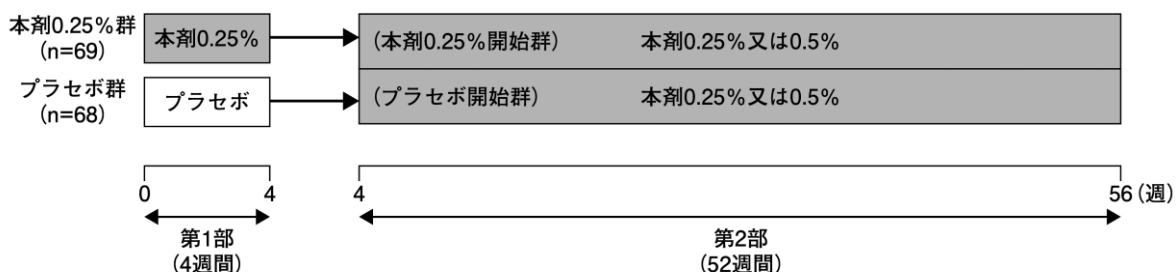 本剤0.25%群
(n=69)
本剤0.25%
(本剤0.25%開始群) 本剤0.25%又は0.5%
プラセボ群
(n=68)
プラセボ
(プラセボ開始群) 本剤0.25%又は0.5%
0 4 4 56(週)
第1部
(4週間)
第2部
(52週間)